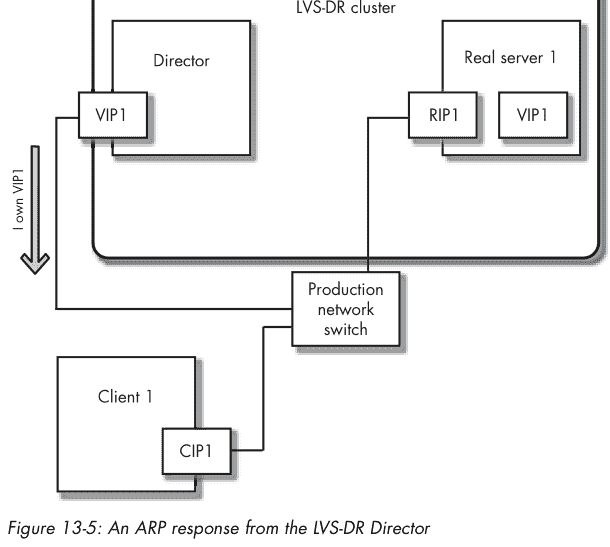 LVS-DR cluster
Director
Real server 1
VIP1
RIP1
VIP1
I own VIP1
Production
network
switch
Client 1
CIP1
Figure 13-5: An ARP response from the LVS-DR Director